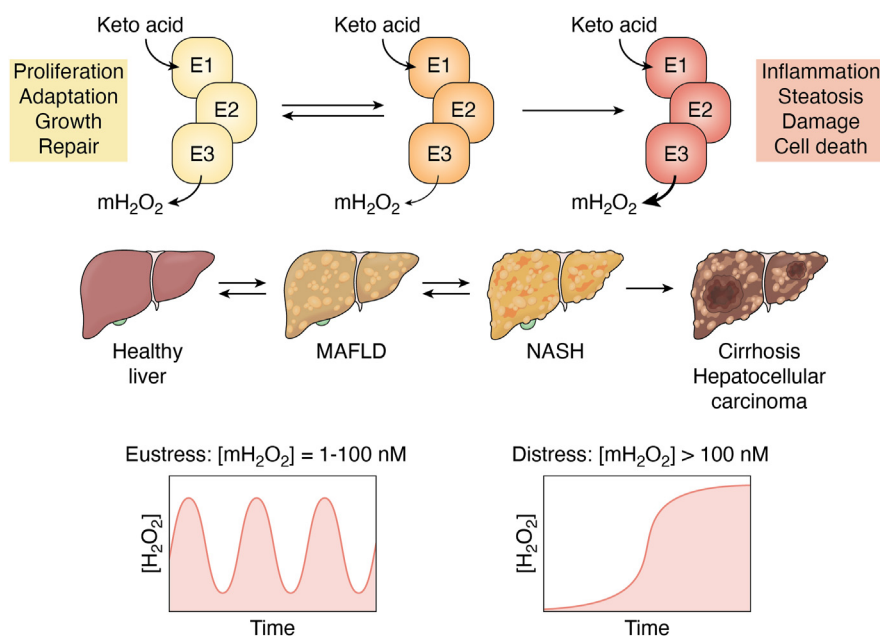 Keto acid
Keto acid
Keto acid
Proliferation
Adaptation
Growth
Repair
E1
E2
E3
E1
E2
E3
E1
E2
E3
Inflammation
Steatosis
Damage
Cell death
mH₂O₂
mH₂O₂
mH₂O₂
Healthy
liver
MAFLD
NASH
Cirrhosis
Hepatocellular
carcinoma
Eustress: [mH₂O₂] = 1-100 nM
[H₂O₂]
Time
Distress: [mH₂O₂] > 100 nM
[H₂O₂]
Time